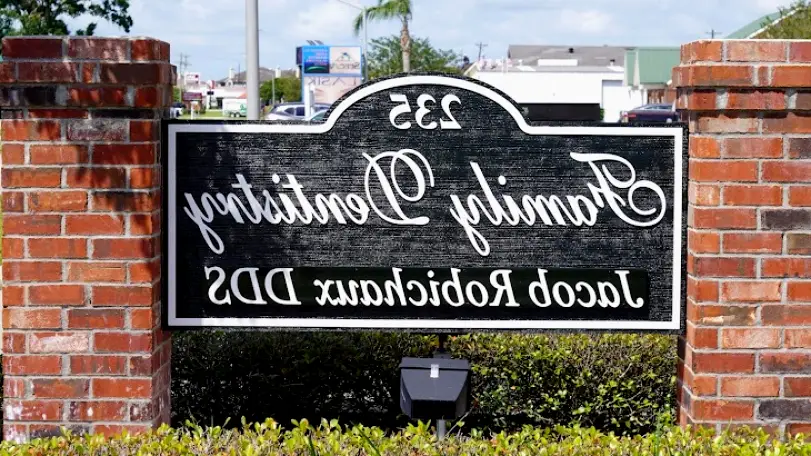 235
Family Dentistry
Jacob Robichaux DDS